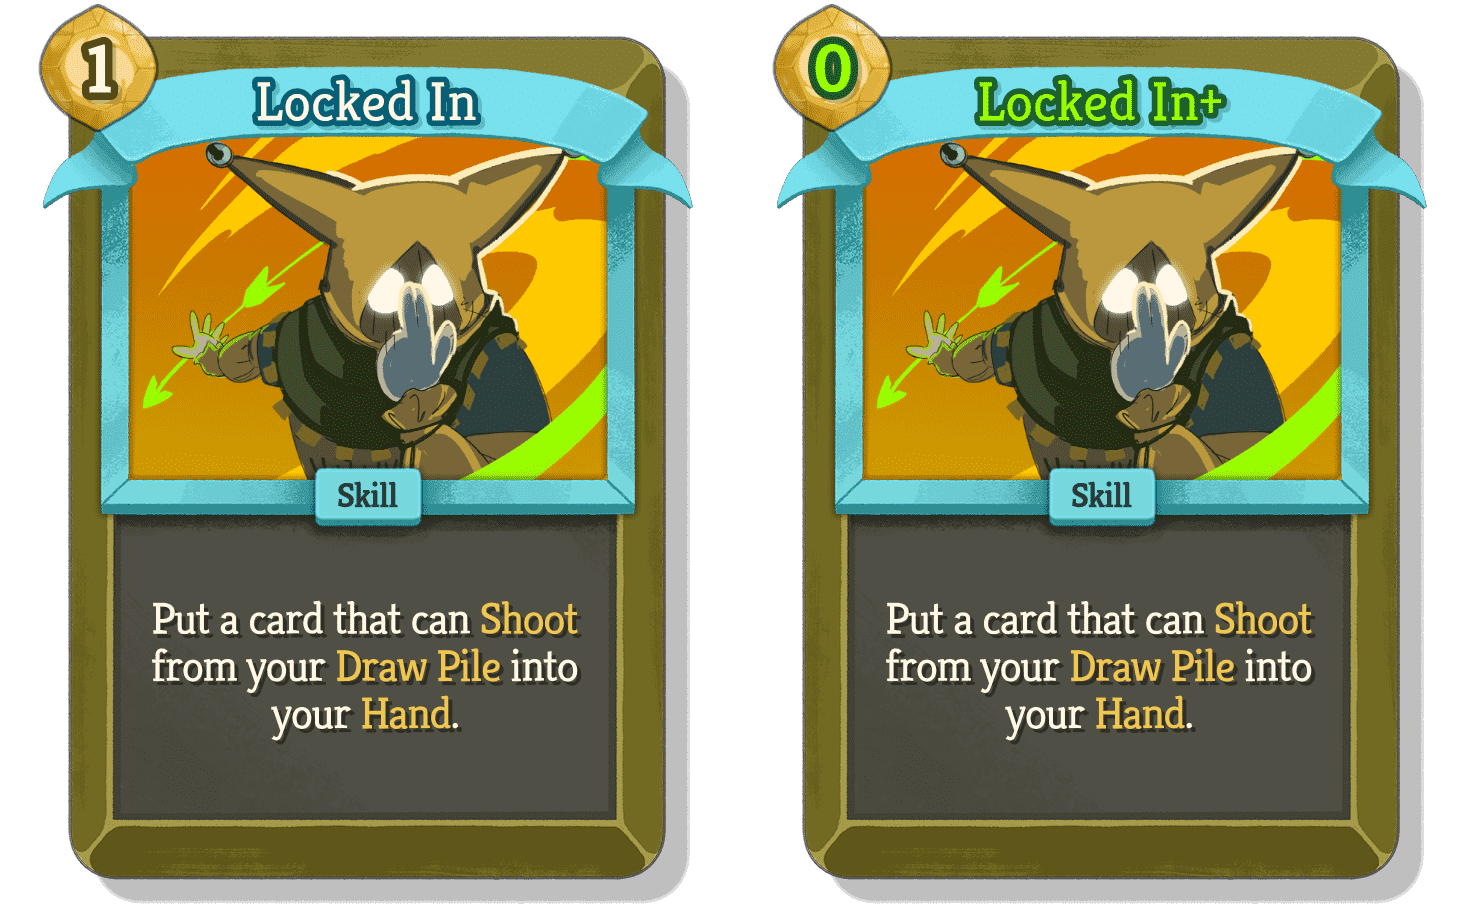 1
Locked In
Skill
Put a card that can Shoot
from your Draw Pile into
your Hand.
0
Locked In+
Skill
Put a card that can Shoot
from your Draw Pile into
your Hand.